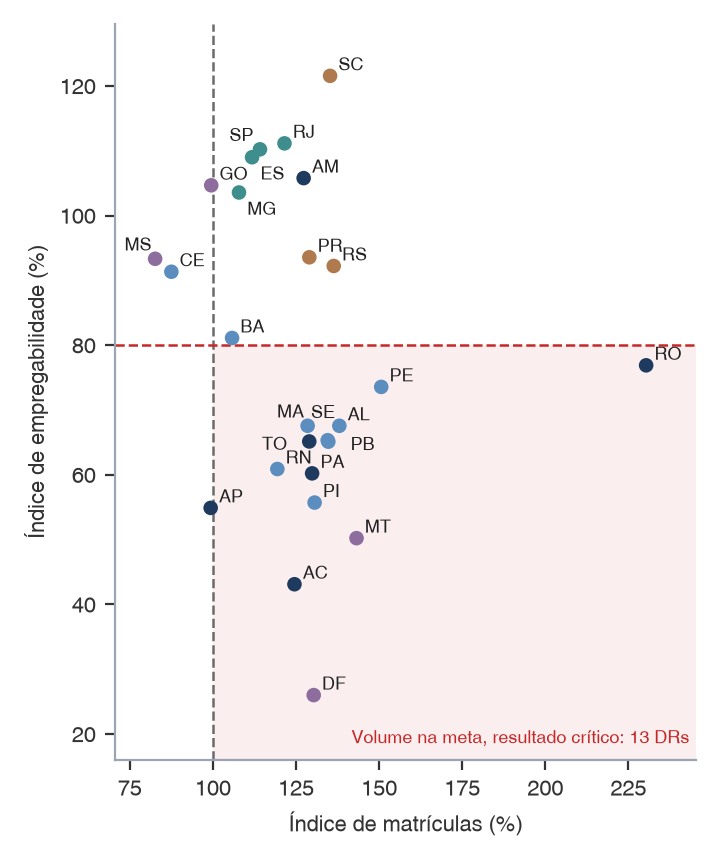 SC
120
SP
RJ
GO
ES
AM
MG
100
MS
CE
PR
RS
BA
80
RO
PE
MA
SE
AL
TO
PB
RN
PA
60
PI
AP
MT
AC
40
DF
20
Volume na meta, resultado crítico: 13 DRs
75
100
125
150
175
200
225
Índice de matrículas (%)
Índice de empregabilidade (%)